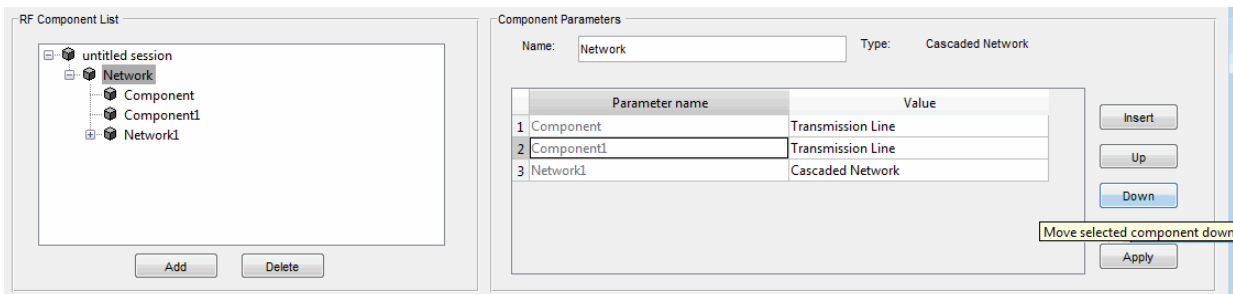 RF Component List
untitled session
Network
Component
Component1
Network1
Add Delete
Component Parameters
Name: Network Type: Cascaded Network
Parameter name Value
1 Component Transmission Line
2 Component1 Transmission Line
3 Network1 Cascaded Network
Insert
Up
Down
Move selected component down
Apply